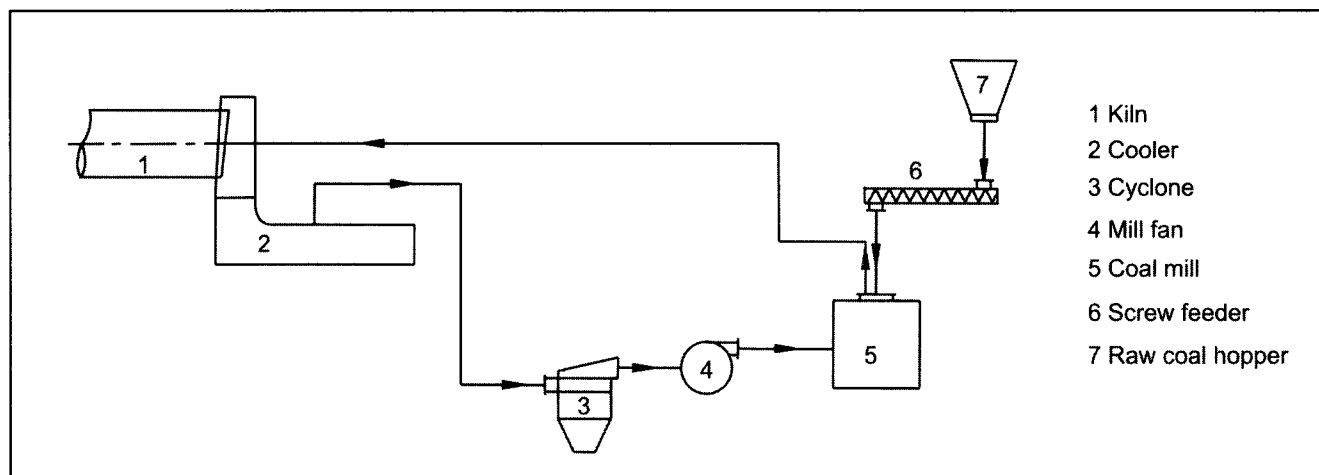 7
1 Kiln
2 Cooler
3 Cyclone
4 Mill fan
5 Coal mill
6 Screw feeder
7 Raw coal hopper
1
6
2
5
4
3